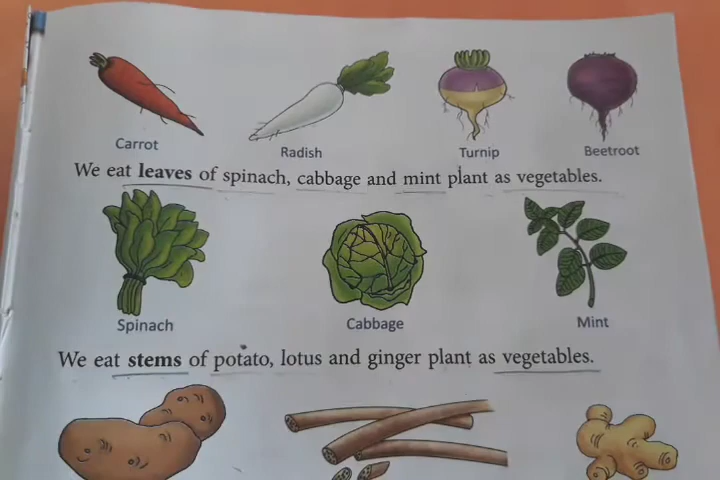 Carrot Radish Turnip Beetroot
We eat leaves of spinach, cabbage and mint plant as vegetables.
Spinach Cabbage Mint
We eat stems of potato, lotus and ginger plant as vegetables.